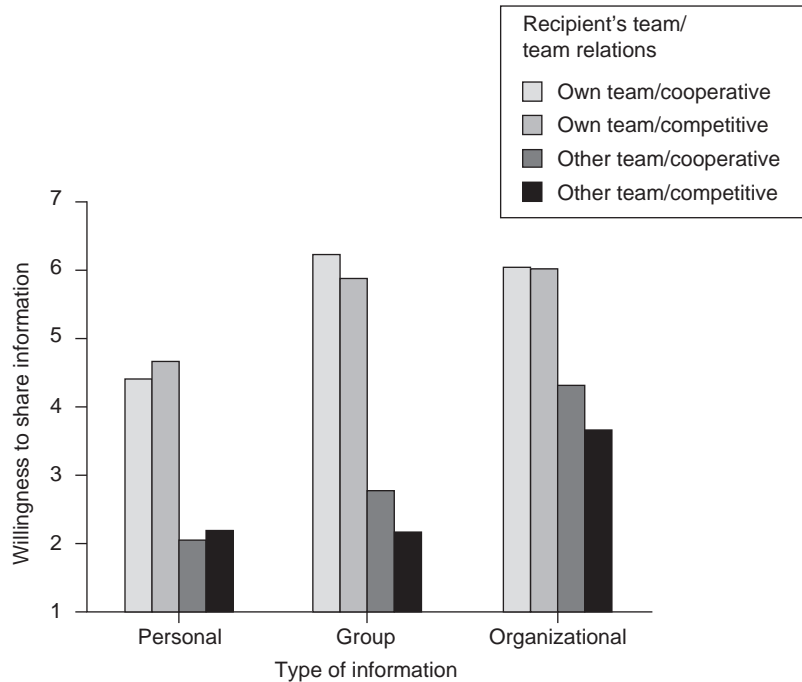 Recipient's team/
team relations
Own team/cooperative
Own team/competitive
Other team/cooperative
Other team/competitive
Willingness to share information
7
6
5
4
3
2
1
Personal
Group
Organizational
Type of information